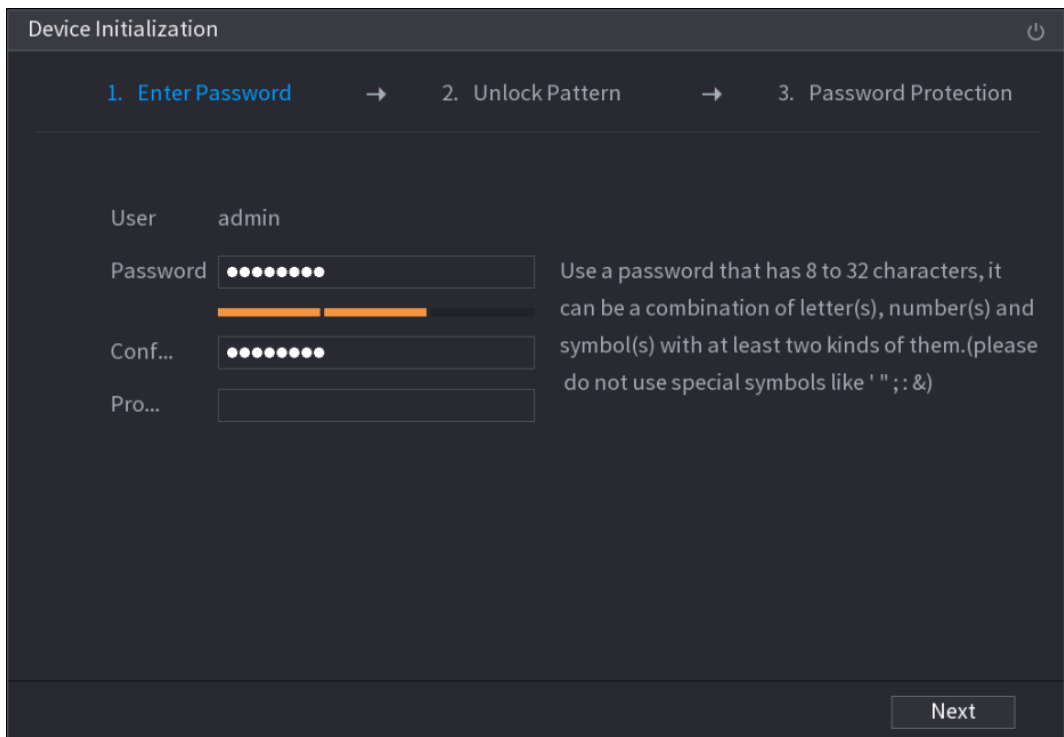 Device Initialization
1. Enter Password → 2. Unlock Pattern → 3. Password Protection
User admin
Password ●●●●●●●● Use a password that has 8 to 32 characters, it
can be a combination of letter(s), number(s) and
Conf... ●●●●●●●● symbol(s) with at least two kinds of them.(please
do not use special symbols like ' " ; : &)
Pro...
Next